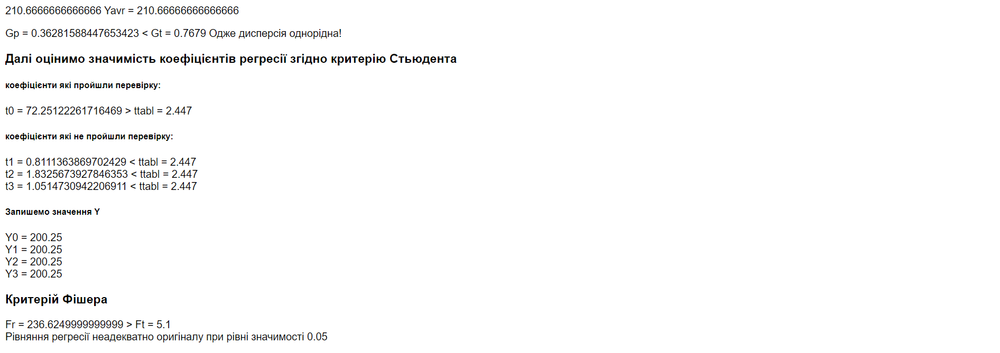 210.6666666666666 Yavr = 210.66666666666666
Gp = 0.36281588447653423 < Gt = 0.7679 Одже дисперсія однорідна!
Далі оцінимо значимість коефіцієнтів регресії згідно критерію Стьюдента
коефіцієнти які пройшли перевірку:
t0 = 72.25122261716469 > ttabl = 2.447
коефіцієнти які не пройшли перевірку:
t1 = 0.8111363869702429 < ttabl = 2.447
t2 = 1.8325673927846353 < ttabl = 2.447
t3 = 1.0514730942206911 < ttabl = 2.447
Запишемо значення Y
Y0 = 200.25
Y1 = 200.25
Y2 = 200.25
Y3 = 200.25
Критерій Фішера
Fr = 236.6249999999999 > Ft = 5.1
Рівняння регресії неадекватно оригіналу при рівні значимості 0.05